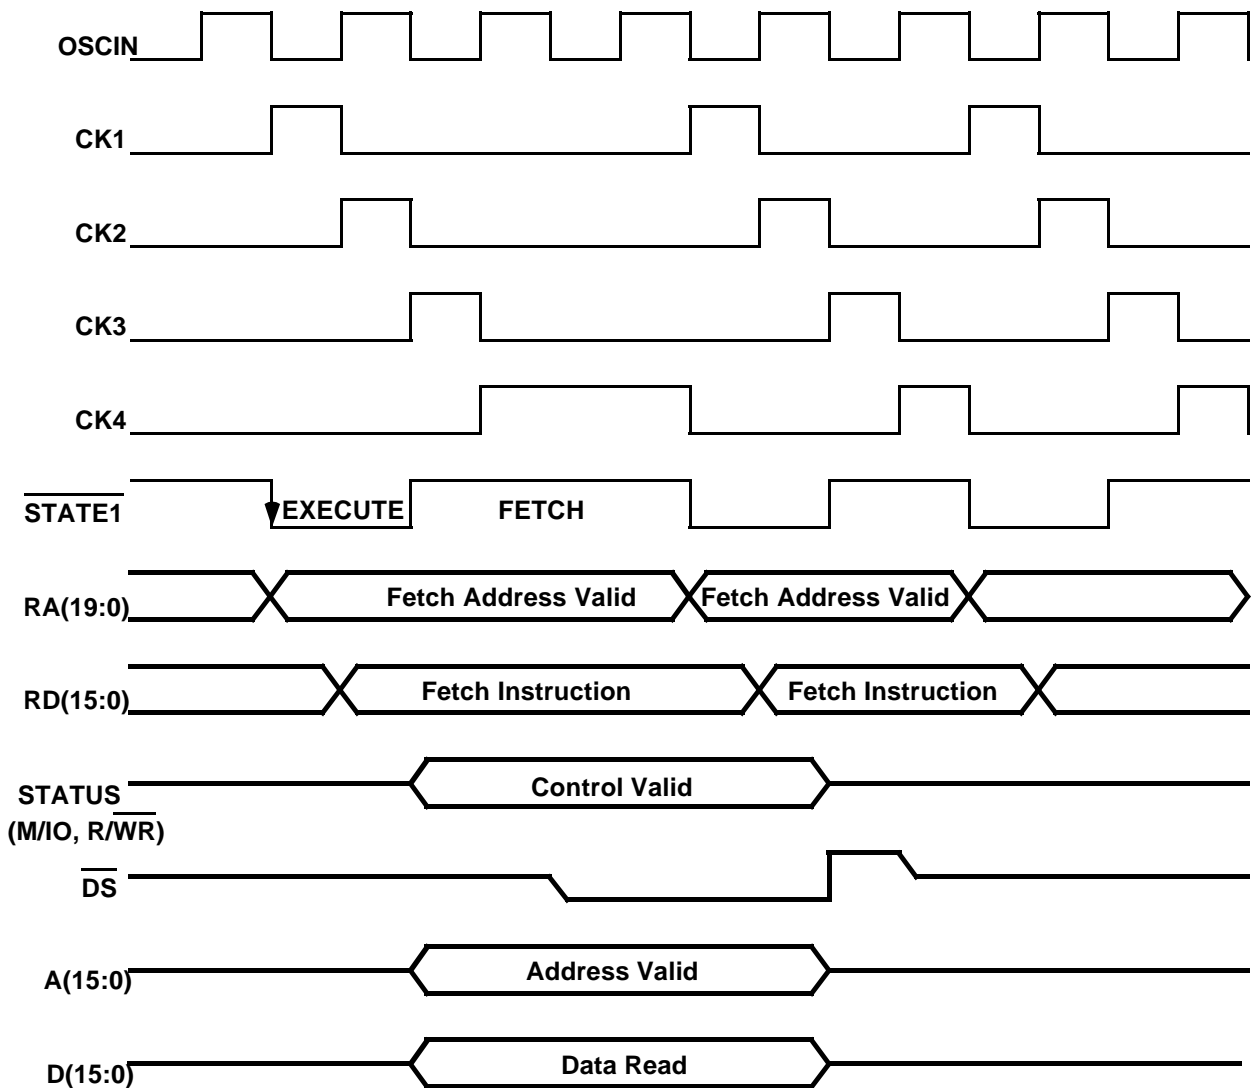 OSCIN
CK1
CK2
CK3
CK4
STATE1 EXECUTE FETCH
RA(19:0) Fetch Address Valid Fetch Address Valid
RD(15:0) Fetch Instruction Fetch Instruction
STATUS Control Valid
(M/IO, R/WR)
DS
A(15:0) Address Valid
D(15:0) Data Read